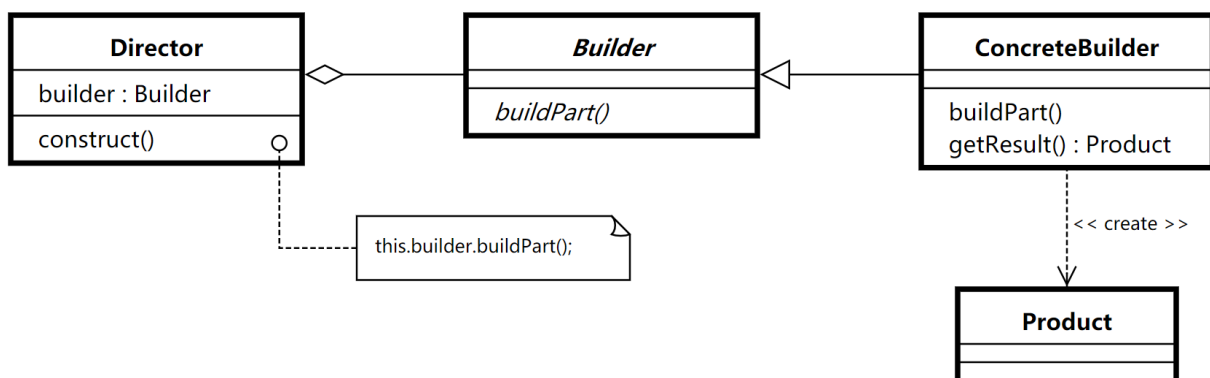 Director
builder : Builder
construct()
Builder
buildPart()
ConcreteBuilder
buildPart()
getResult() : Product
this.builder.buildPart();
<< create >>
Product